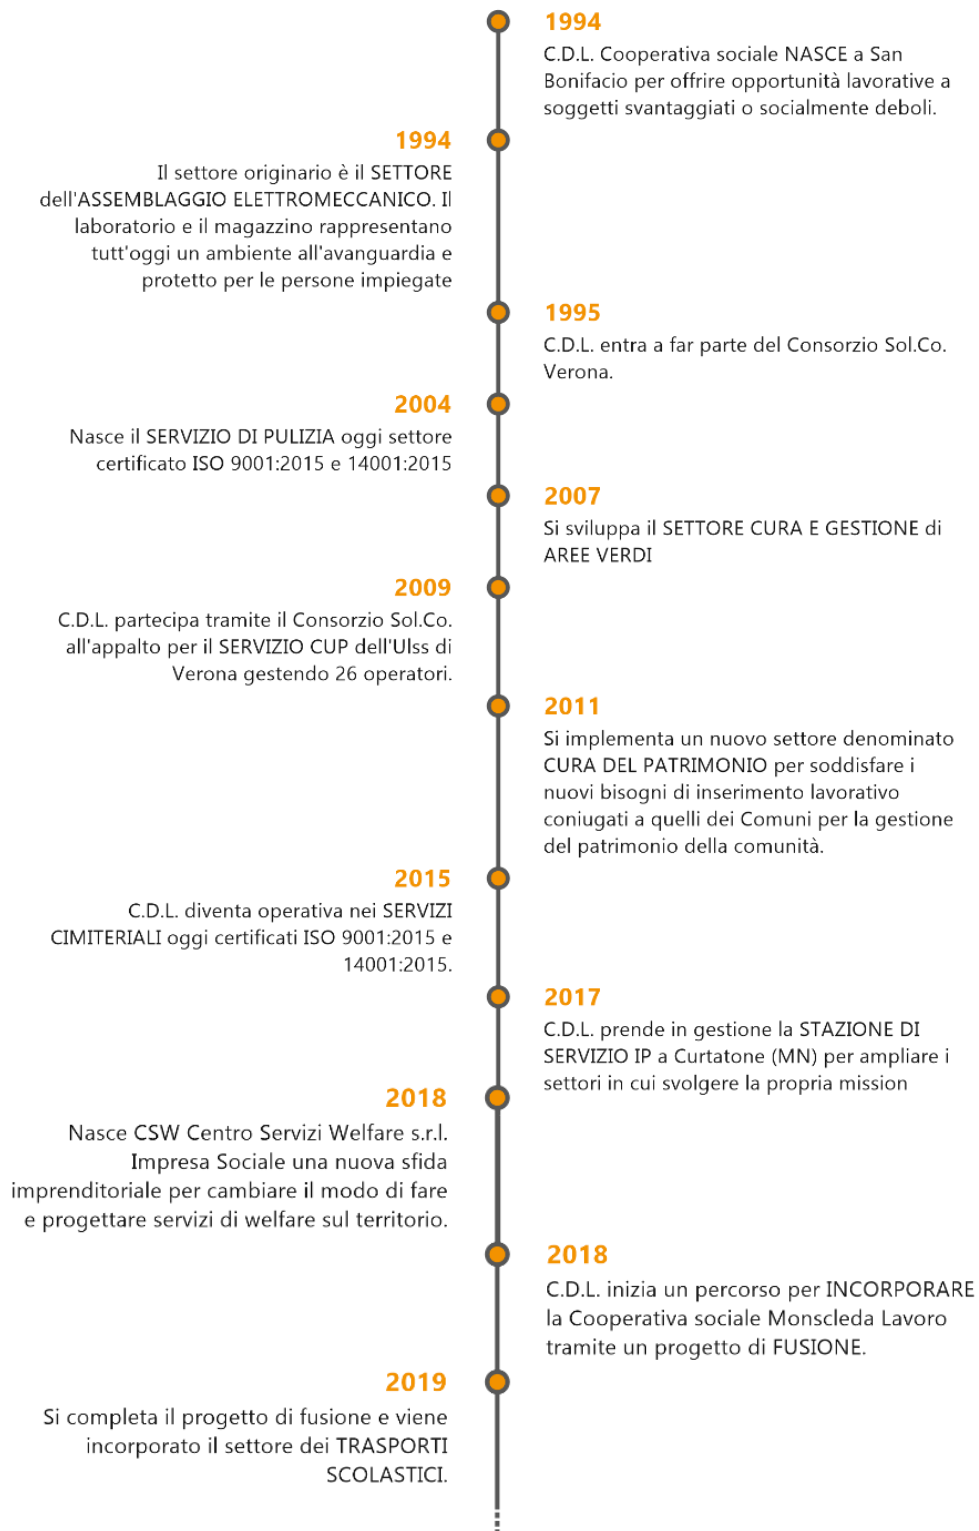 1994
C.D.L. Cooperativa sociale NASCE a San
Bonifacio per offrire opportunità lavorative a
soggetti svantaggiati o socialmente deboli.
1994
Il settore originario è il SETTORE
dell'ASSEMBLAGGIO ELETTROMECCANICO. Il
laboratorio e il magazzino rappresentano
tutt'oggi un ambiente all'avanguardia e
protetto per le persone impiegate
1995
C.D.L. entra a far parte del Consorzio Sol.Co.
Verona.
2004
Nasce il SERVIZIO DI PULIZIA oggi settore
certificato ISO 9001:2015 e 14001:2015
2007
Si sviluppa il SETTORE CURA E GESTIONE di
AREE VERDI
2009
C.D.L. partecipa tramite il Consorzio Sol.Co.
all'appalto per il SERVIZIO CUP dell'Ulss di
Verona gestendo 26 operatori.
2011
Si implementa un nuovo settore denominato
CURA DEL PATRIMONIO per soddisfare i
nuovi bisogni di inserimento lavorativo
coniugati a quelli dei Comuni per la gestione
del patrimonio della comunità.
2015
C.D.L. diventa operativa nei SERVIZI
CIMITERIALI oggi certificati ISO 9001:2015 e
14001:2015.
2017
C.D.L. prende in gestione la STAZIONE DI
SERVIZIO IP a Curtatone (MN) per ampliare i
settori in cui svolgere la propria mission
2018
Nasce CSW Centro Servizi Welfare s.r.l.
Impresa Sociale una nuova sfida
imprenditoriale per cambiare il modo di fare
e progettare servizi di welfare sul territorio.
2018
C.D.L. inizia un percorso per INCORPORARE
la Cooperativa sociale Monscleda Lavoro
tramite un progetto di FUSIONE.
2019
Si completa il progetto di fusione e viene
incorporato il settore dei TRASPORTI
SCOLASTICI.